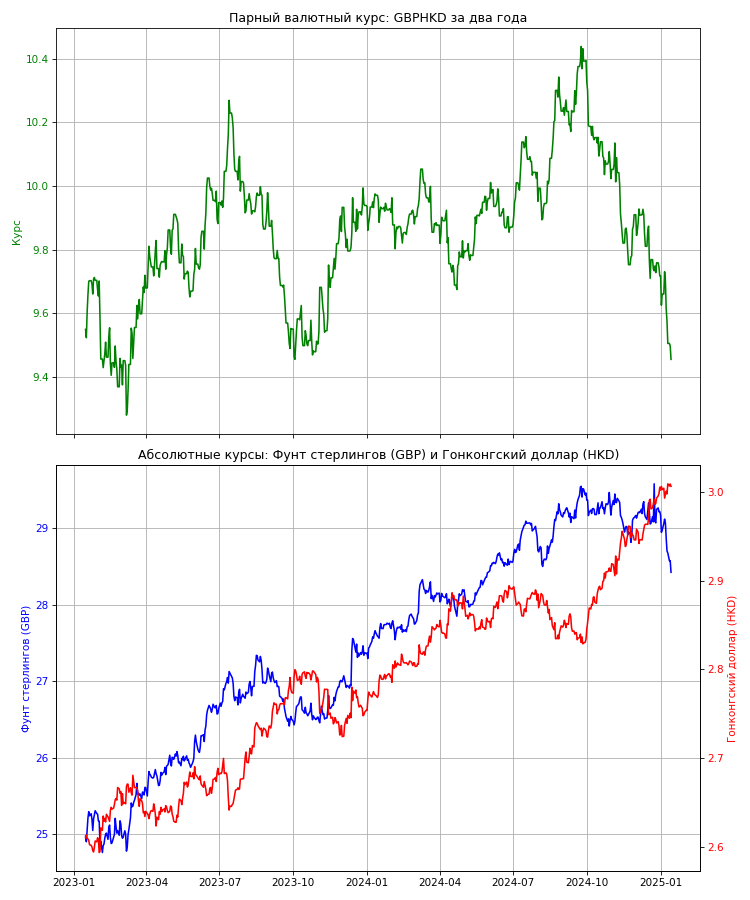 Парный валютный курс: GBPHKD за два года
Курс
10.4
10.2
10.0
9.8
9.6
9.4
Абсолютные курсы: Фунт стерлингов (GBP) и Гонконгский доллар (HKD)
Фунт стерлингов (GBP)
29
28
27
26
25
3.0
2.9
2.8
2.7
2.6
Гонконгский доллар (HKD)
2023-01 2023-04 2023-07 2023-10 2024-01 2024-04 2024-07 2024-10 2025-01